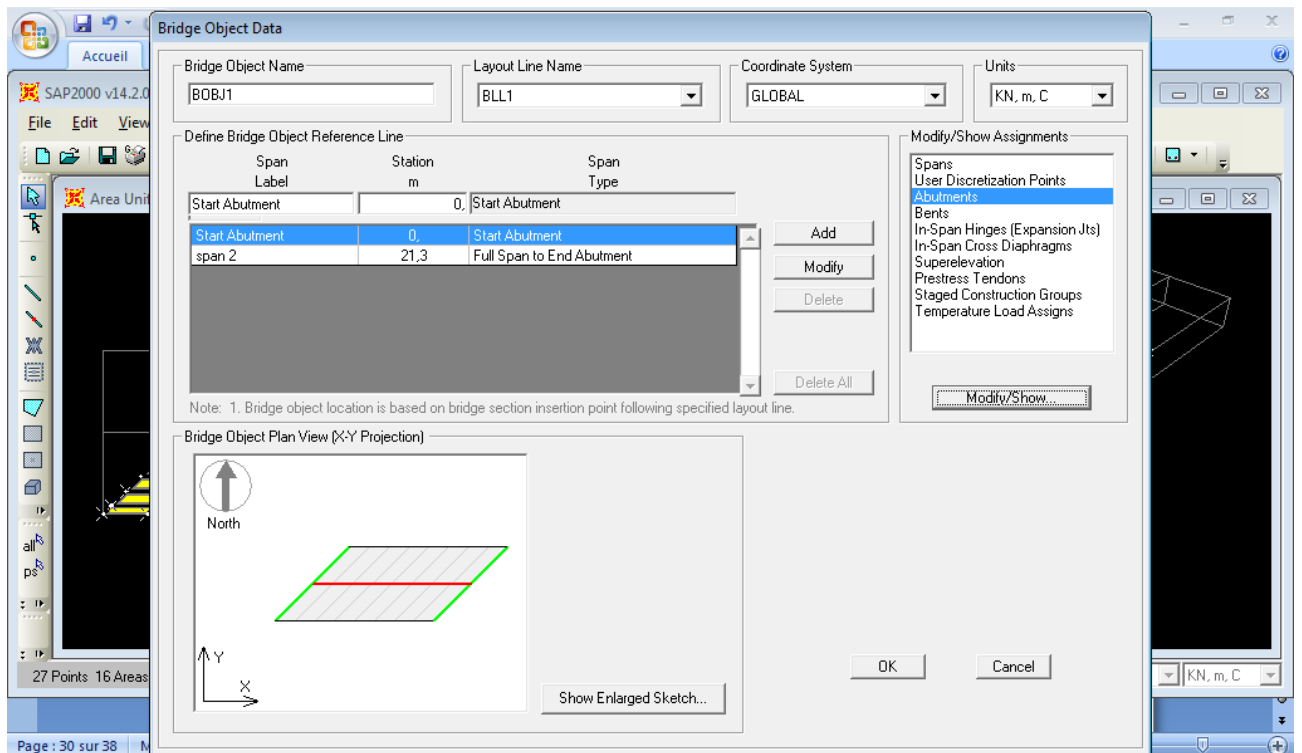 Bridge Object Data
Accueil
SAP2000 v14.2.0
File Edit View
Area Unif
Bridge Object Name
BOBJ1
Layout Line Name
BLL1
Coordinate System
GLOBAL
Units
KN, m, C
Define Bridge Object Reference Line
Span Label Station m Span Type
Start Abutment 0, Start Abutment
Start Abutment 0, Start Abutment
span 2 21,3 Full Span to End Abutment
Add
Modify
Delete
Delete All
Note: 1. Bridge object location is based on bridge section insertion point following specified layout line.
Modify/Show Assignments
Spans
User Discretization Points
Abutments
Bents
In-Span Hinges (Expansion Jts)
In-Span Cross Diaphragms
Superelevation
Prestress Tendons
Staged Construction Groups
Temperature Load Assigns
Modify/Show...
Bridge Object Plan View (X-Y Projection)
North
Y
X
Show Enlarged Sketch...
OK
Cancel
all
ps
27 Points 16 Areas
KN, m, C
Page : 30 sur 38